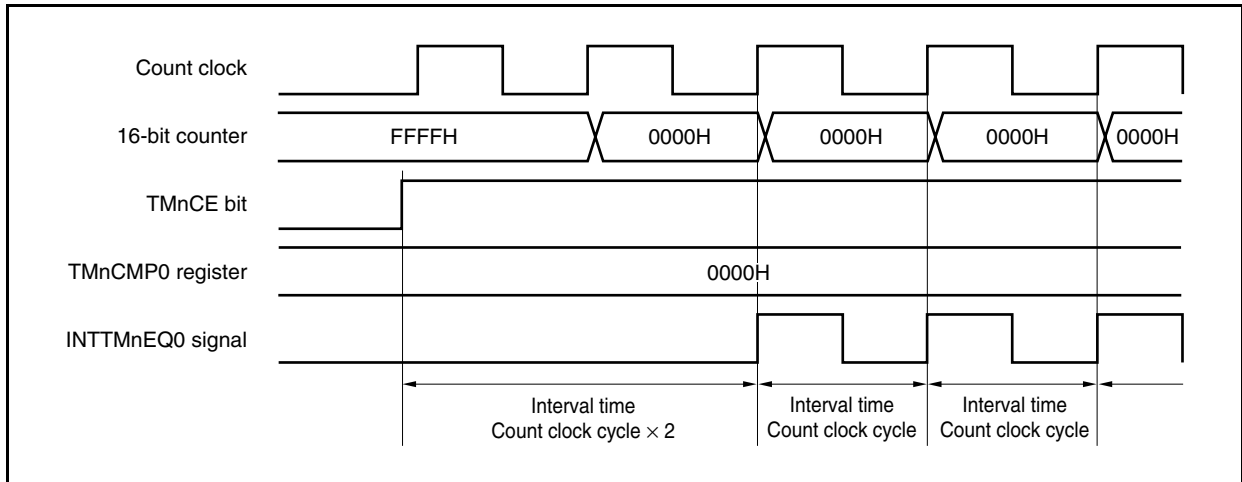 Count clock
16-bit counter
FFFFH
0000H
0000H
0000H
0000H
TMnCE bit
TMnCMP0 register
0000H
INTTMnEQ0 signal
Interval time
Count clock cycle × 2
Interval time
Count clock cycle
Interval time
Count clock cycle